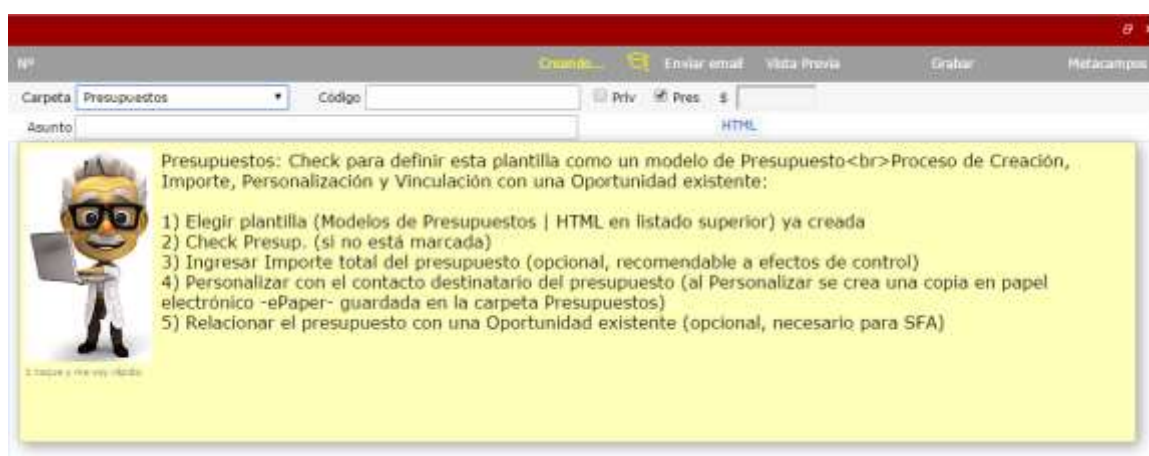 Nº Creando... Enviar email Vista Previa Grabar Metacampos
Carpeta Presupuestos Código Priv Pres $
Asunto HTML
Presupuestos: Check para definir esta plantilla como un modelo de Presupuesto<br>Proceso de Creación,
Importe, Personalización y Vinculación con una Oportunidad existente:
1) Elegir plantilla (Modelos de Presupuestos | HTML en listado superior) ya creada
2) Check Presup. (si no está marcada)
3) Ingresar Importe total del presupuesto (opcional, recomendable a efectos de control)
4) Personalizar con el contacto destinatario del presupuesto (al Personalizar se crea una copia en papel
electrónico -ePaper- guardada en la carpeta Presupuestos)
5) Relacionar el presupuesto con una Oportunidad existente (opcional, necesario para SFA)
toque y me voy rápido